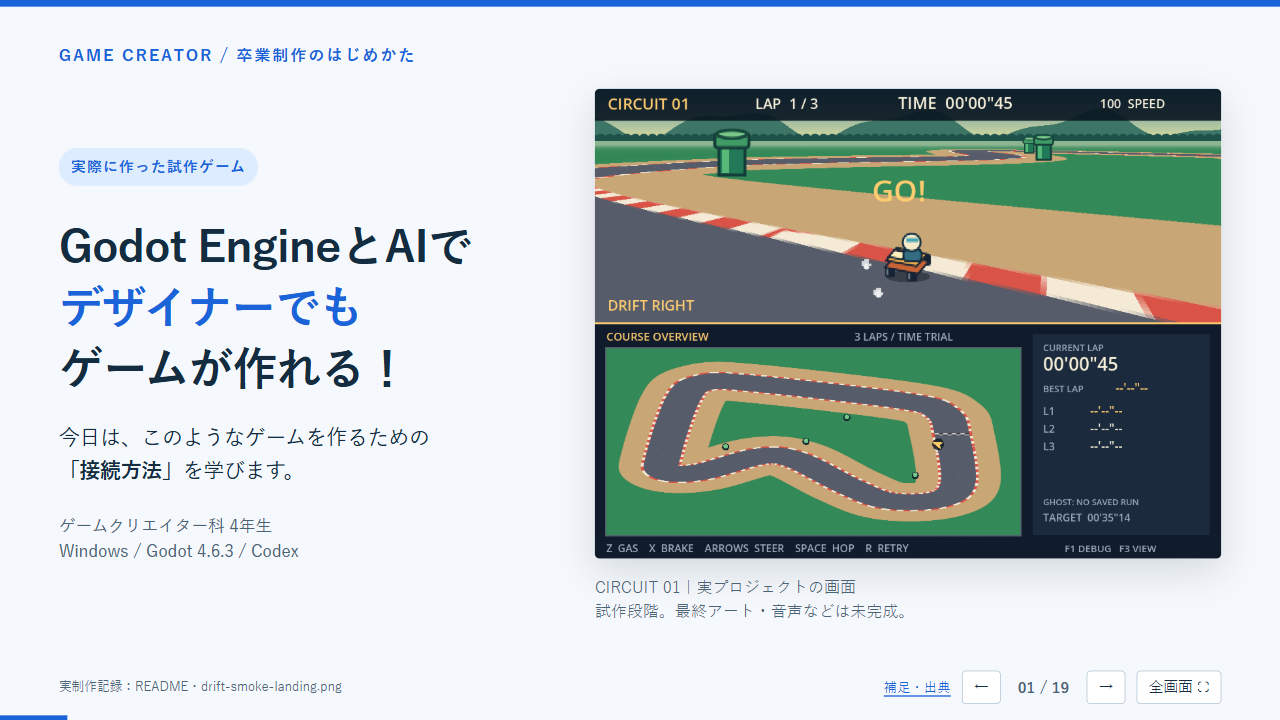 GAME CREATOR / 卒業制作のはじめかた
実際に作った試作ゲーム
Godot EngineとAIで
デザイナーでも
ゲームが作れる！
今日は、このようなゲームを作るための
「接続方法」を学びます。
ゲームクリエイター科 4年生
Windows / Godot 4.6.3 / Codex
CIRCUIT 01
LAP 1 / 3
TIME 00'00"45
100 SPEED
GO!
DRIFT RIGHT
COURSE OVERVIEW
3 LAPS / TIME TRIAL
CURRENT LAP
00'00"45
BEST LAP --'--"--
L1 --'--"--
L2 --'--"--
L3 --'--"--
GHOST: NO SAVED RUN
TARGET 00'35"14
Z GAS X BRAKE ARROWS STEER SPACE HOP R RETRY
F1 DEBUG F3 VIEW
CIRCUIT 01｜実プロジェクトの画面
試作段階。最終アート・音声などは未完成。
実制作記録：README・drift-smoke-landing.png
補足・出典
←
01 / 19
→
全画面 ⛶